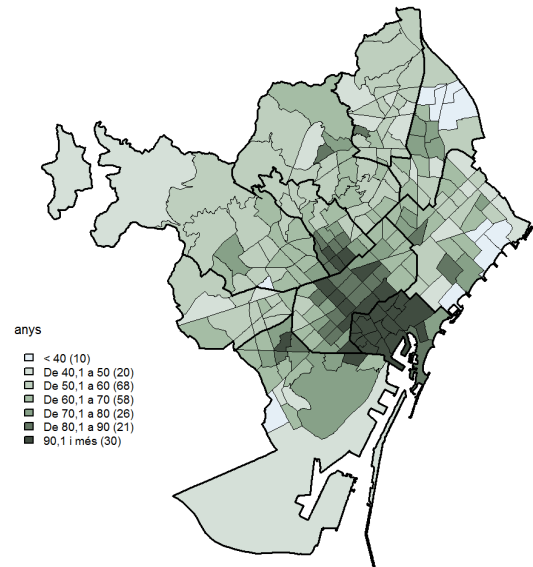 anys
< 40 (10)
De 40,1 a 50 (20)
De 50,1 a 60 (68)
De 60,1 a 70 (58)
De 70,1 a 80 (26)
De 80,1 a 90 (21)
90,1 i més (30)